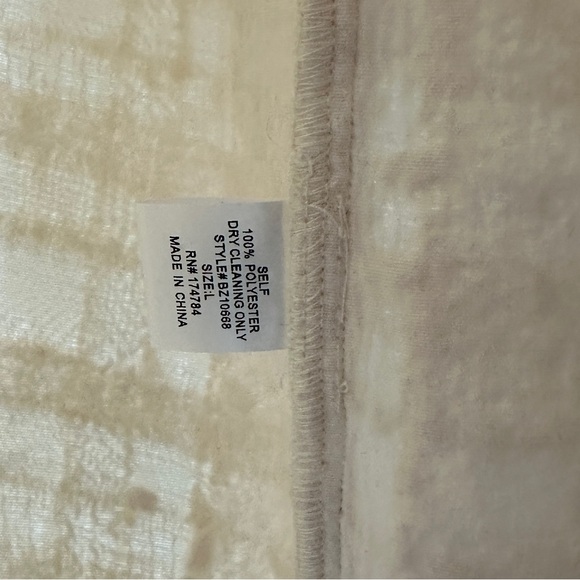 SELF
100% POLYESTER
DRY CLEANING ONLY
STYLE# BZ10668
SIZE:L
RN# 174784
MADE IN CHINA